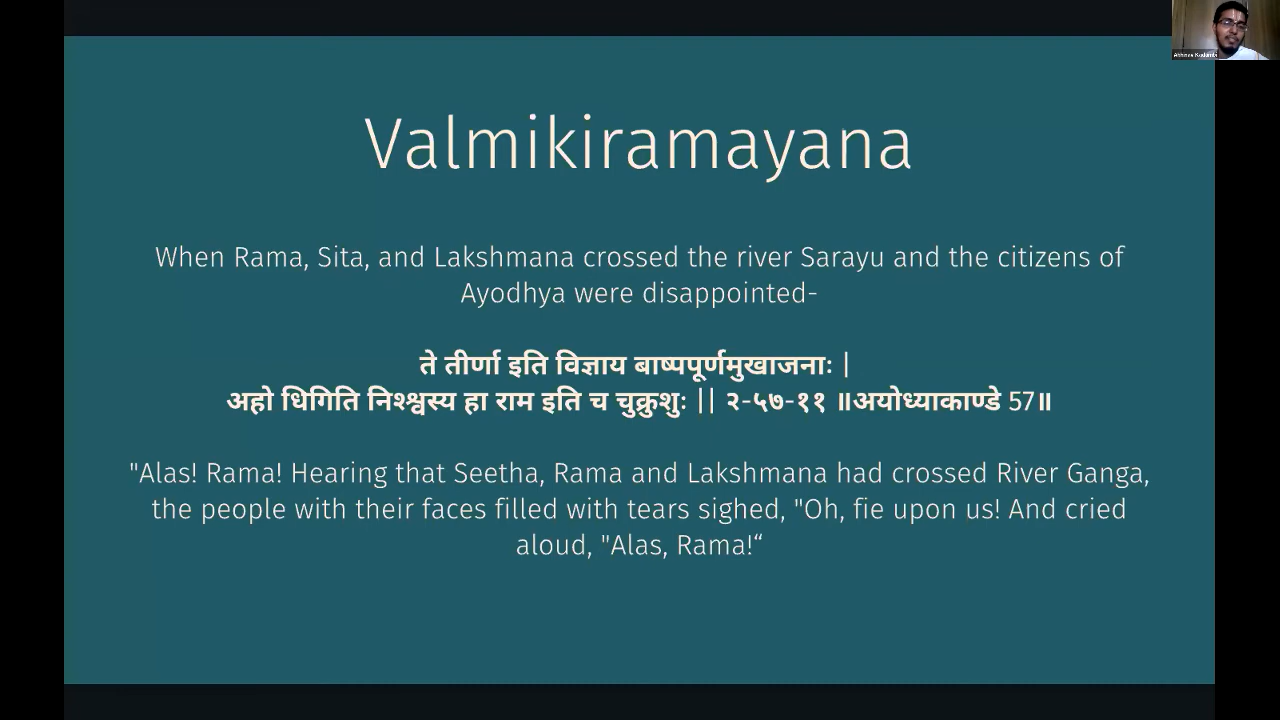 Valmikiramayana
When Rama, Sita, and Lakshmana crossed the river Sarayu and the citizens of
Ayodhya were disappointed-
ते तीर्णा इति विज्ञाय बाष्पपूर्णमुखाजनाः |
अहो धिगिति निश्श्वस्य हा राम इति च चुक्रुशुः || २-५७-११ ॥अयोध्याकाण्डे 57॥
"Alas! Rama! Hearing that Seetha, Rama and Lakshmana had crossed River Ganga,
the people with their faces filled with tears sighed, "Oh, fie upon us! And cried
aloud, "Alas, Rama!“